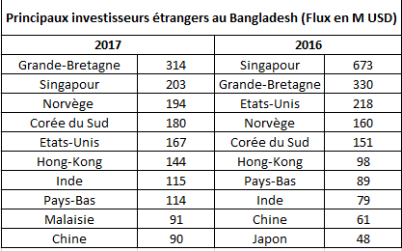 Principaux investisseurs étrangers au Bangladesh (Flux en M USD)
2017 2016
Grande-Bretagne 314 Singapour 673
Singapour 203 Grande-Bretagne 330
Norvège 194 Etats-Unis 218
Corée du Sud 180 Norvège 160
Etats-Unis 167 Corée du Sud 151
Hong-Kong 144 Hong-Kong 98
Inde 115 Pays-Bas 89
Pays-Bas 114 Inde 79
Malaisie 91 Chine 61
Chine 90 Japon 48